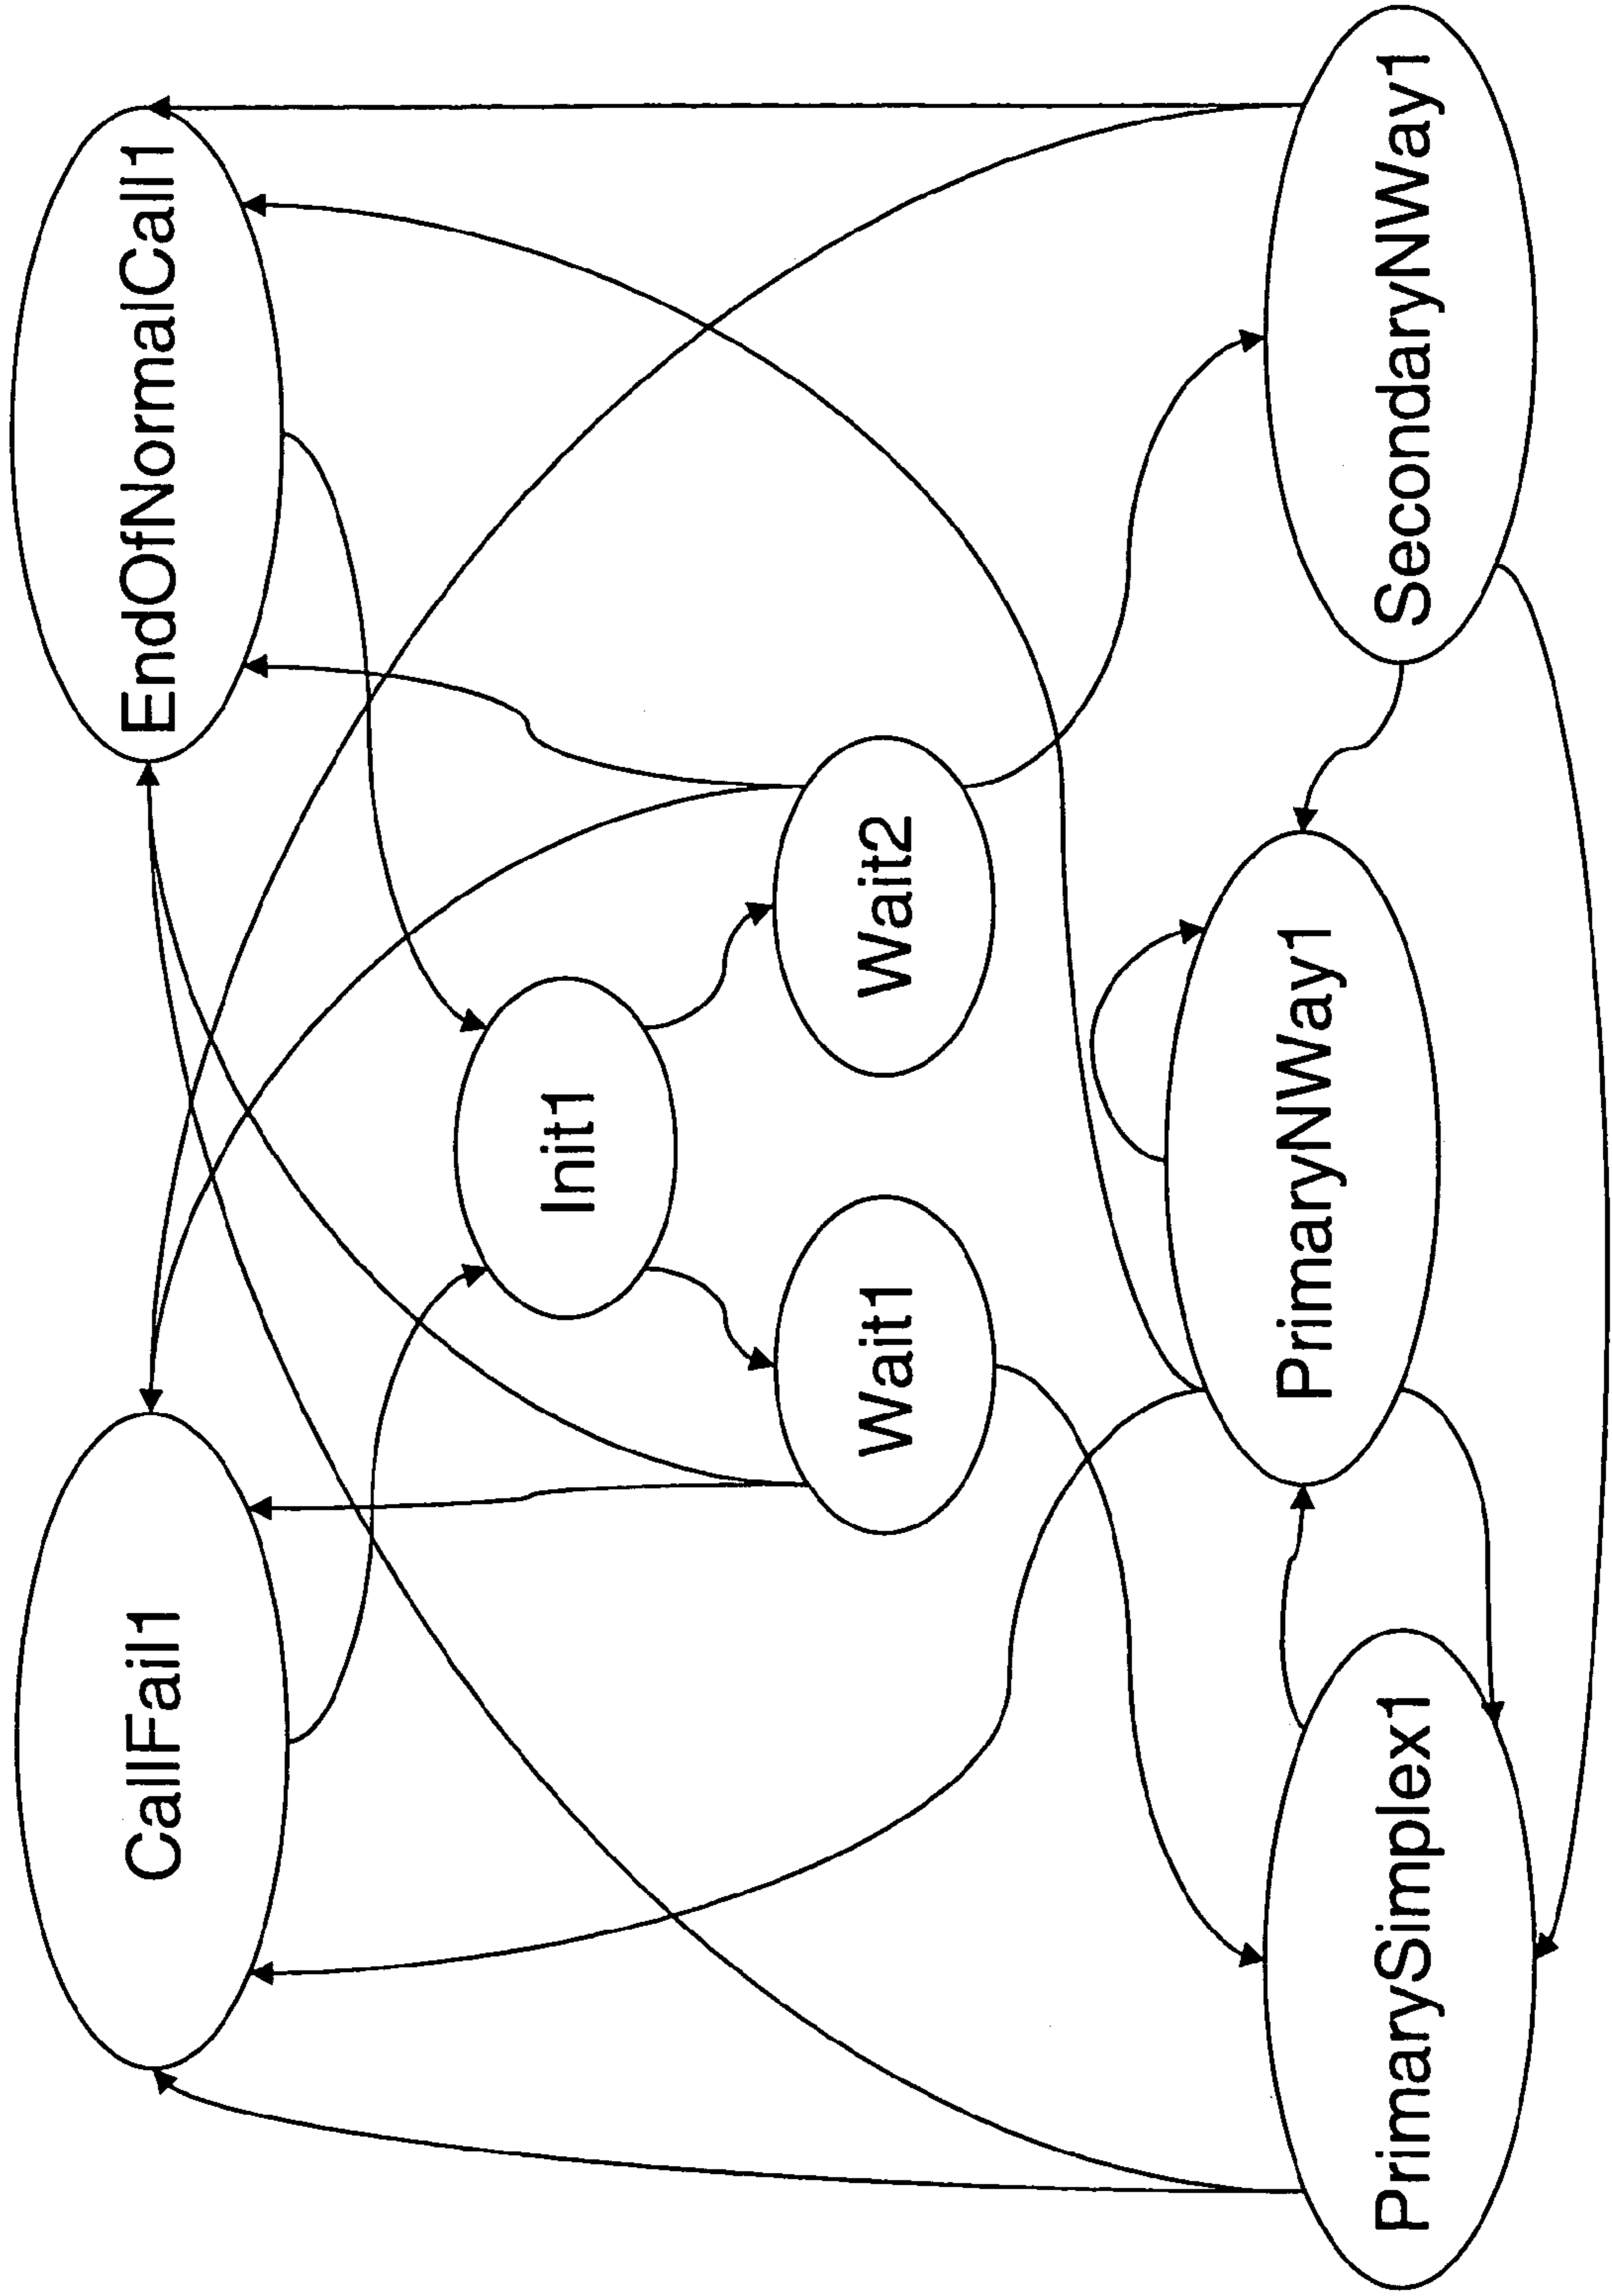 CallFail1
EndOfNormalCall1
Init1
Wait1
Wait2
PrimaryNWay1
PrimarySimplex1
SecondaryNWay1